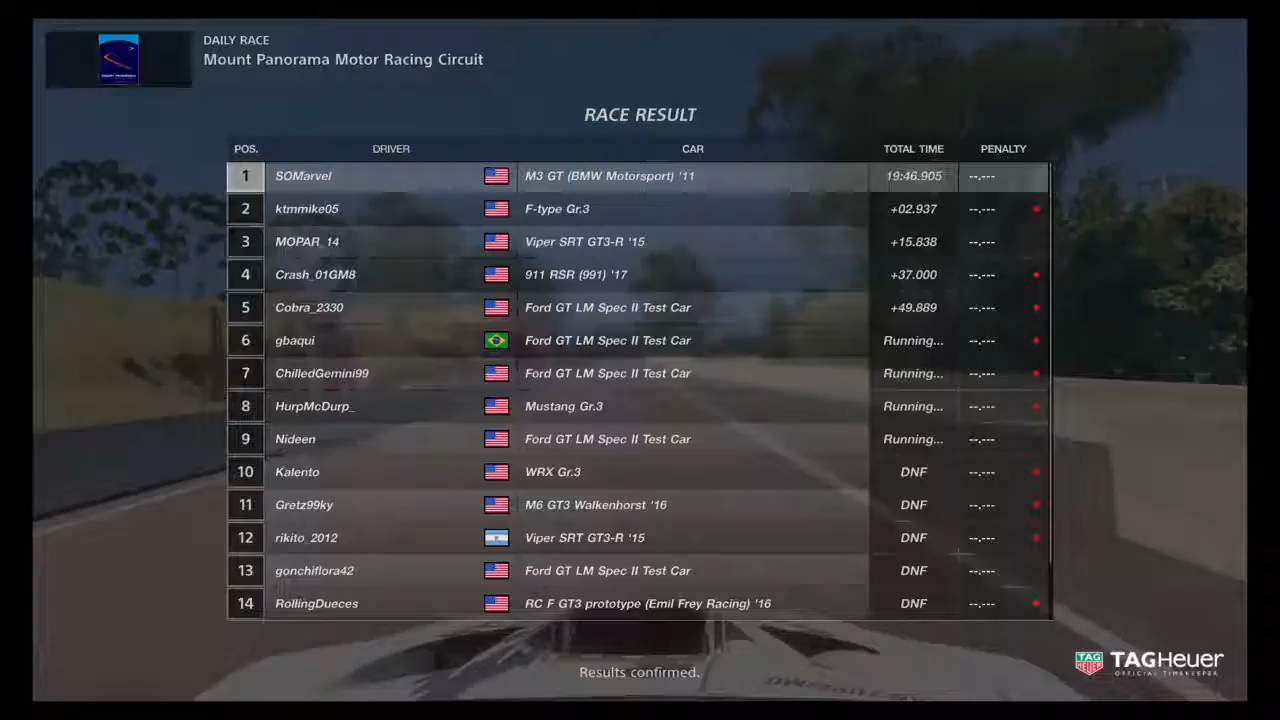 DAILY RACE
Mount Panorama Motor Racing Circuit
RACE RESULT
POS. DRIVER CAR TOTAL TIME PENALTY
1 SOMarvel M3 GT (BMW Motorsport) '11 19:46.905 --.---
2 ktmmike05 F-type Gr.3 +02.937 --.---
3 MOPAR_14 Viper SRT GT3-R '15 +15.838 --.---
4 Crash_01GM8 911 RSR (991) '17 +37.000 --.---
5 Cobra_2330 Ford GT LM Spec II Test Car +49.889 --.---
6 gbaqui Ford GT LM Spec II Test Car Running... --.---
7 ChilledGemini99 Ford GT LM Spec II Test Car Running... --.---
8 HurpMcDurp_ Mustang Gr.3 Running... --.---
9 Nideen Ford GT LM Spec II Test Car Running... --.---
10 Kalento WRX Gr.3 DNF --.---
11 Gretz99ky M6 GT3 Walkenhorst '16 DNF --.---
12 rikito_2012 Viper SRT GT3-R '15 DNF --.---
13 gonchiflora42 Ford GT LM Spec II Test Car DNF --.---
14 RollingDueces RC F GT3 prototype (Emil Frey Racing) '16 DNF --.---
Results confirmed.
TAG HEUER TAGHeuer
OFFICIAL TIMEKEEPER